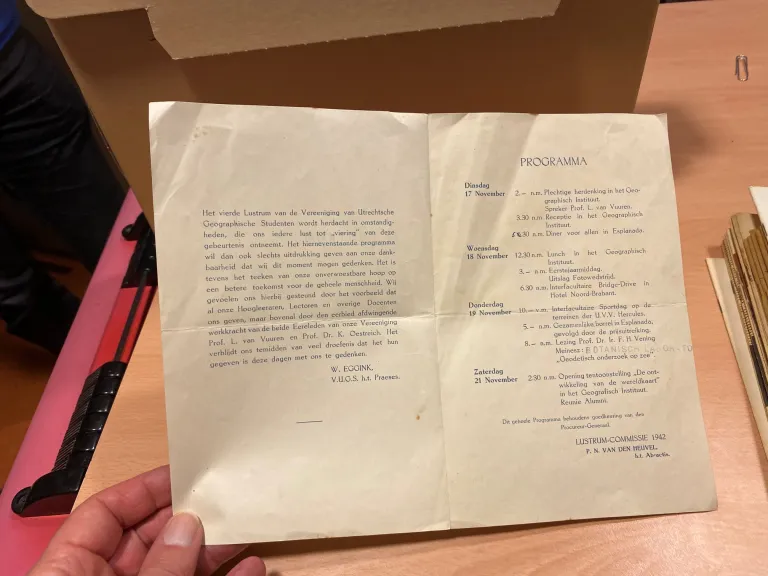 Het vierde Lustrum van de Vereeniging van Utrechtsche
Geographische Studenten wordt herdacht in omstandig-
heden, die ons iedere lust tot „viering” van deze
gebeurtenis ontneemt. Het hiernevenstaande programma
wil dan ook slechts uitdrukking geven aan onze dank-
baarheid dat wij dit moment mogen gedenken. Het is
tevens het teeken van onze onverwoestbare hoop op
een betere toekomst voor de geheele menschheid. Wij
gevoelen ons hierbij gesteund door het voorbeeld dat
al onze Hoogleeraren, Lectoren en overige Docenten
ons geven, maar bovenal door den eerbied afdwingende
werkkracht van de beide Eereleden van onze Vereeniging
Prof. L. van Vuuren en Prof. Dr. K. Oestreich. Het
verblijdt ons temidden van veel droefenis dat het hun
gegeven is deze dagen met ons te gedenken.
W. EGGINK,
V.U.G.S. h.t. Praeses.
PROGRAMMA
Dinsdag
17 November 2.— n.m. Plechtige herdenking in het Geo-
graphisch Instituut.
Spreker Prof. L. van Vuuren.
3.30 n.m. Receptie in het Geographisch
Instituut.
30 n.m. Diner voor allen in Esplanada.
Woensdag
18 November 12.30 n.m. Lunch in het Geographisch
Instituut.
3.— n.m. Eerstejaarsmiddag.
Uitslag Fotowedstrijd.
6.30 n.m. Interfacultaire Bridge-Drive in
Hotel Noord-Brabant.
Donderdag
19 November 10.— v.m. Interfacultaire Sportdag op de
terreinen der U.V.V. Hercules.
5.— n.m. Gezamenlijke borrel in Esplanada,
gevolgd door de prijsuitreiking.
8.— n.m. Lezing Prof. Dr. Ir. F. H. Vening
Meinesz: BOTANISCH LAB.
„Geodetisch onderzoek op zee”.
Zaterdag
21 November 2.30 n.m. Opening tentoonstelling „De ont-
wikkeling van de wereldkaart”
in het Geografisch Instituut.
Reunie Alumni.
Dit geheele Programma behoudens goedkeuring van den
Procureur-Generaal.
LUSTRUM-COMMISSIE 1942
P. N. VAN DEN HEUVEL,
h.t. Abactis.